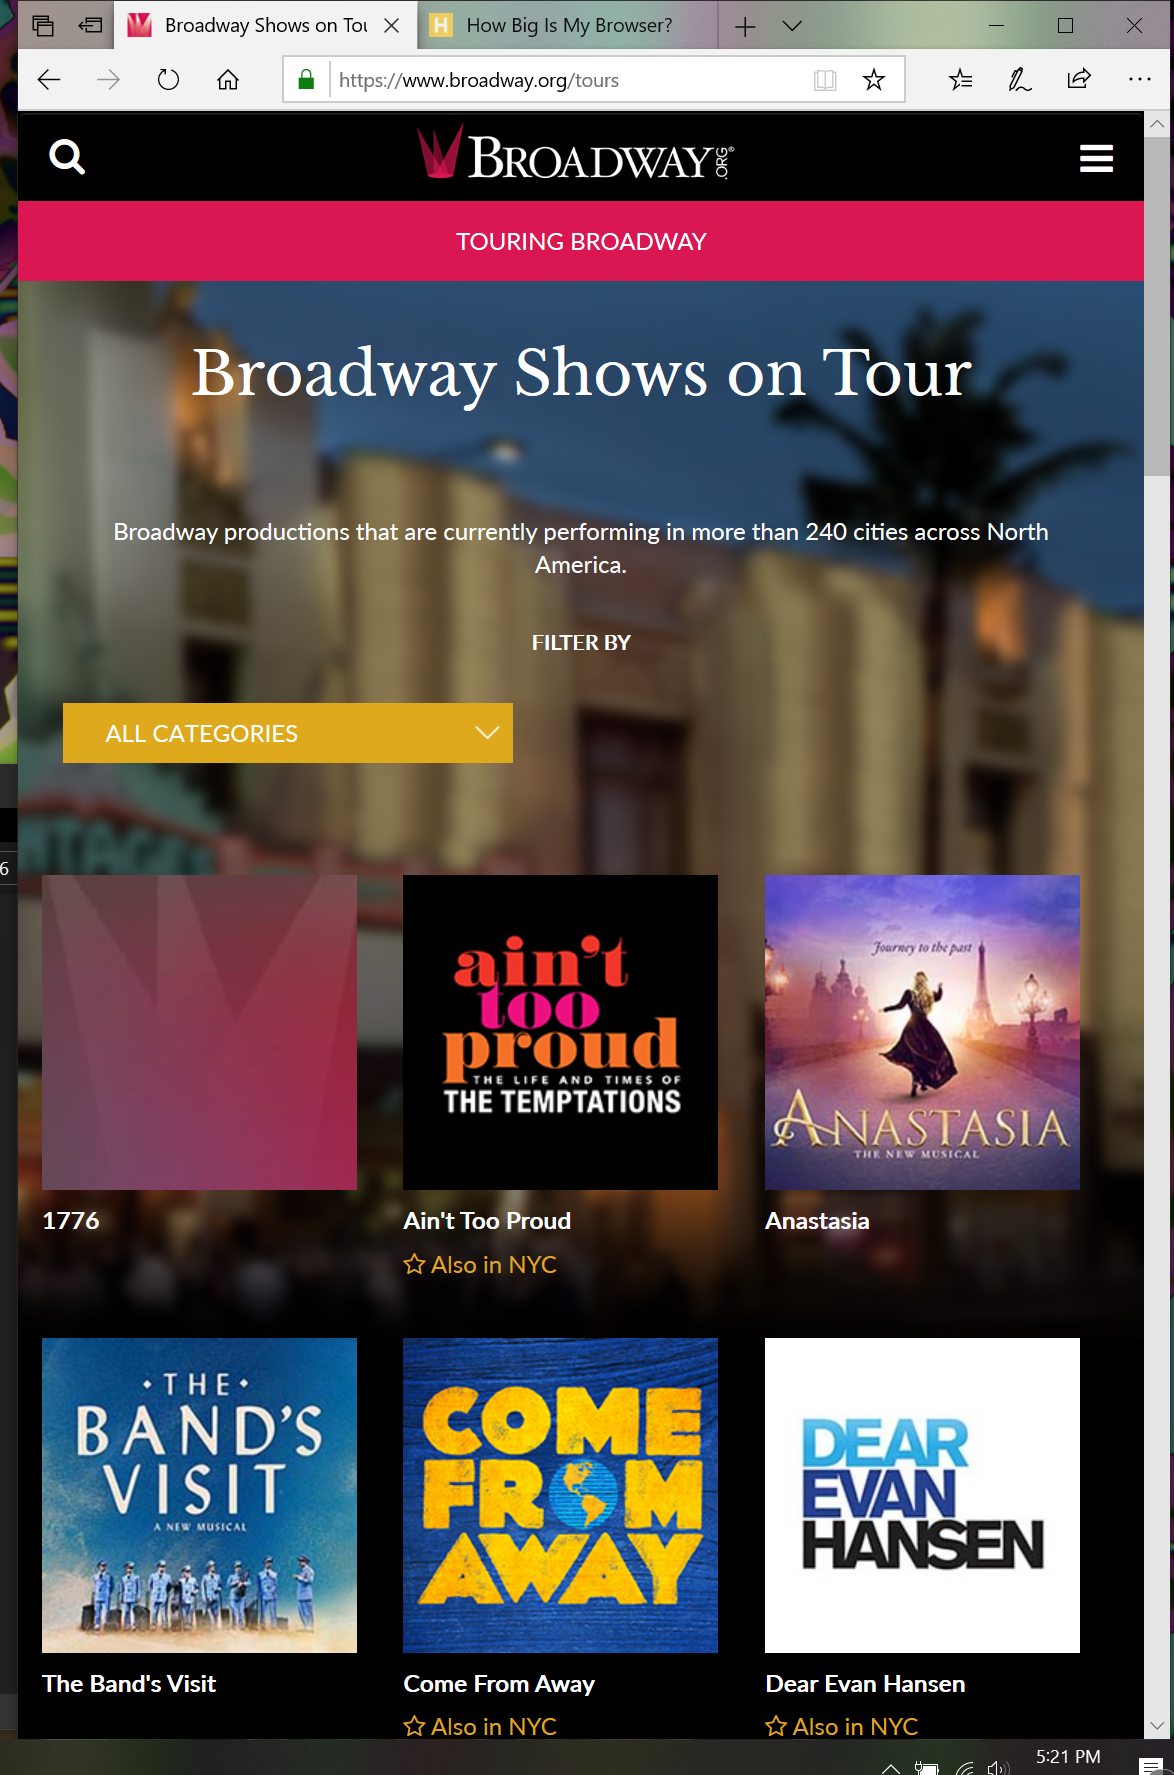 Broadway Shows on Tou
How Big Is My Browser?
https://www.broadway.org/tours
BROADWAY.ORG®
TOURING BROADWAY
Broadway Shows on Tour
Broadway productions that are currently performing in more than 240 cities across North
America.
FILTER BY
ALL CATEGORIES
NTAGES
6
ain't
too
proud
THE LIFE AND TIMES OF
THE TEMPTATIONS
Journey to the past
ANASTASIA
THE NEW MUSICAL
1776
Ain't Too Proud
Anastasia
Also in NYC
THE
BAND'S
VISIT
A NEW MUSICAL
COME
FROM
AWAY
DEAR
EVAN
HANSEN
The Band's Visit
Come From Away
Dear Evan Hansen
Also in NYC
Also in NYC
5:21 PM